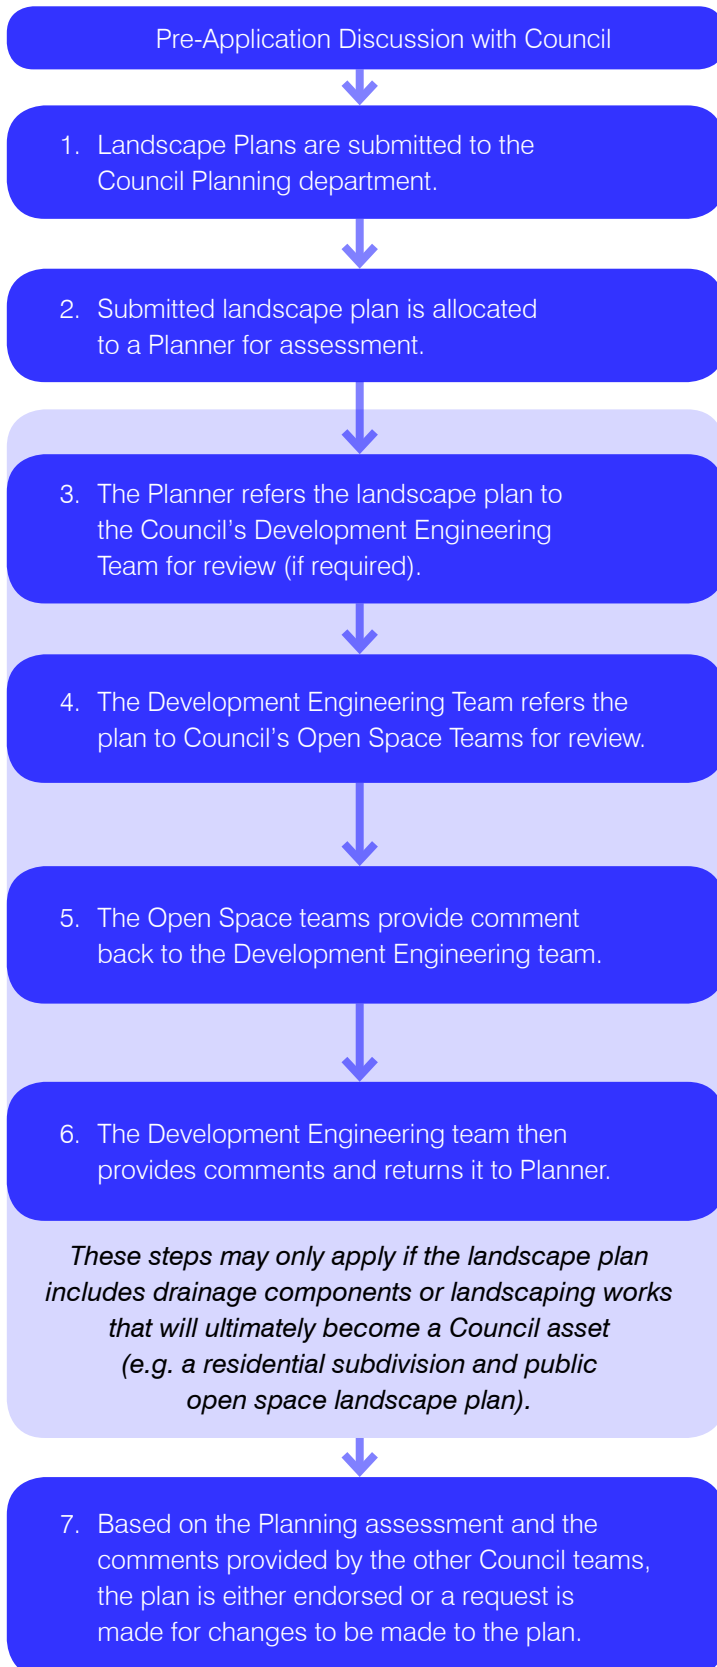 Pre-Application Discussion with Council
1. Landscape Plans are submitted to the
Council Planning department.
2. Submitted landscape plan is allocated
to a Planner for assessment.
3. The Planner refers the landscape plan to
the Council’s Development Engineering
Team for review (if required).
4. The Development Engineering Team refers the
plan to Council’s Open Space Teams for review.
5. The Open Space teams provide comment
back to the Development Engineering team.
6. The Development Engineering team then
provides comments and returns it to Planner.
These steps may only apply if the landscape plan
includes drainage components or landscaping works
that will ultimately become a Council asset
(e.g. a residential subdivision and public
open space landscape plan).
7. Based on the Planning assessment and the
comments provided by the other Council teams,
the plan is either endorsed or a request is
made for changes to be made to the plan.